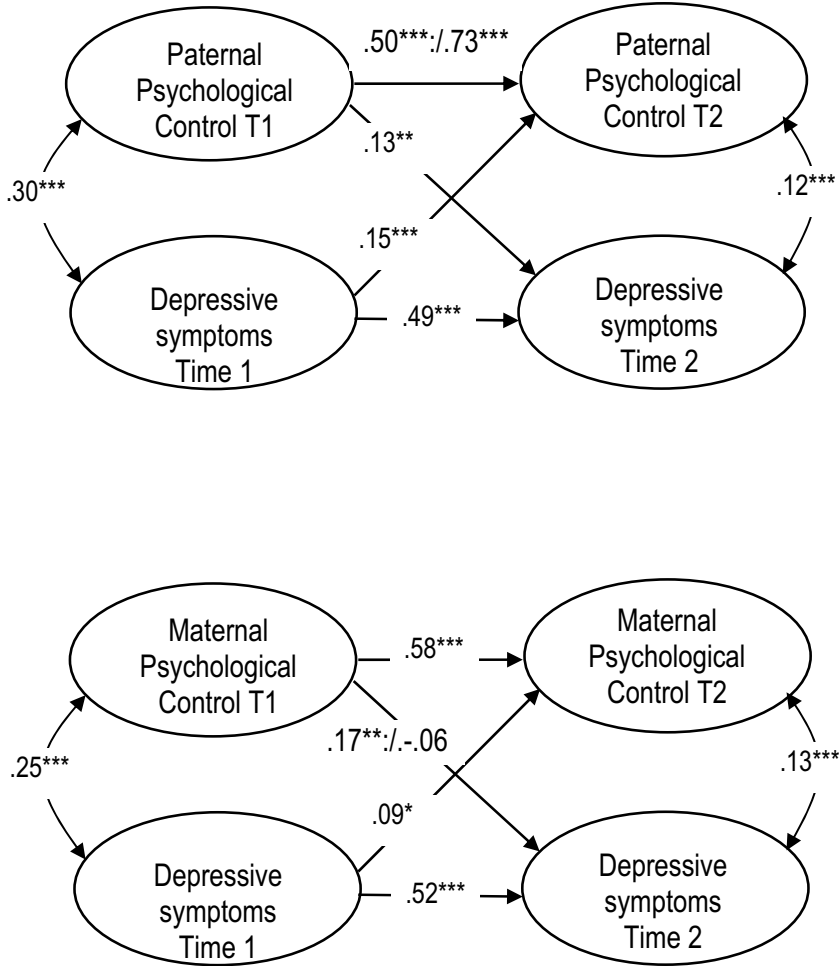 Paternal
Psychological
Control T1
.50***:/.73***
Paternal
Psychological
Control T2
.13**
.30***
.12***
.15***
Depressive
symptoms
Time 1
.49***
Depressive
symptoms
Time 2
Maternal
Psychological
Control T1
.58***
Maternal
Psychological
Control T2
.17**:/.-.06
.25***
.13***
.09*
Depressive
symptoms
Time 1
.52***
Depressive
symptoms
Time 2